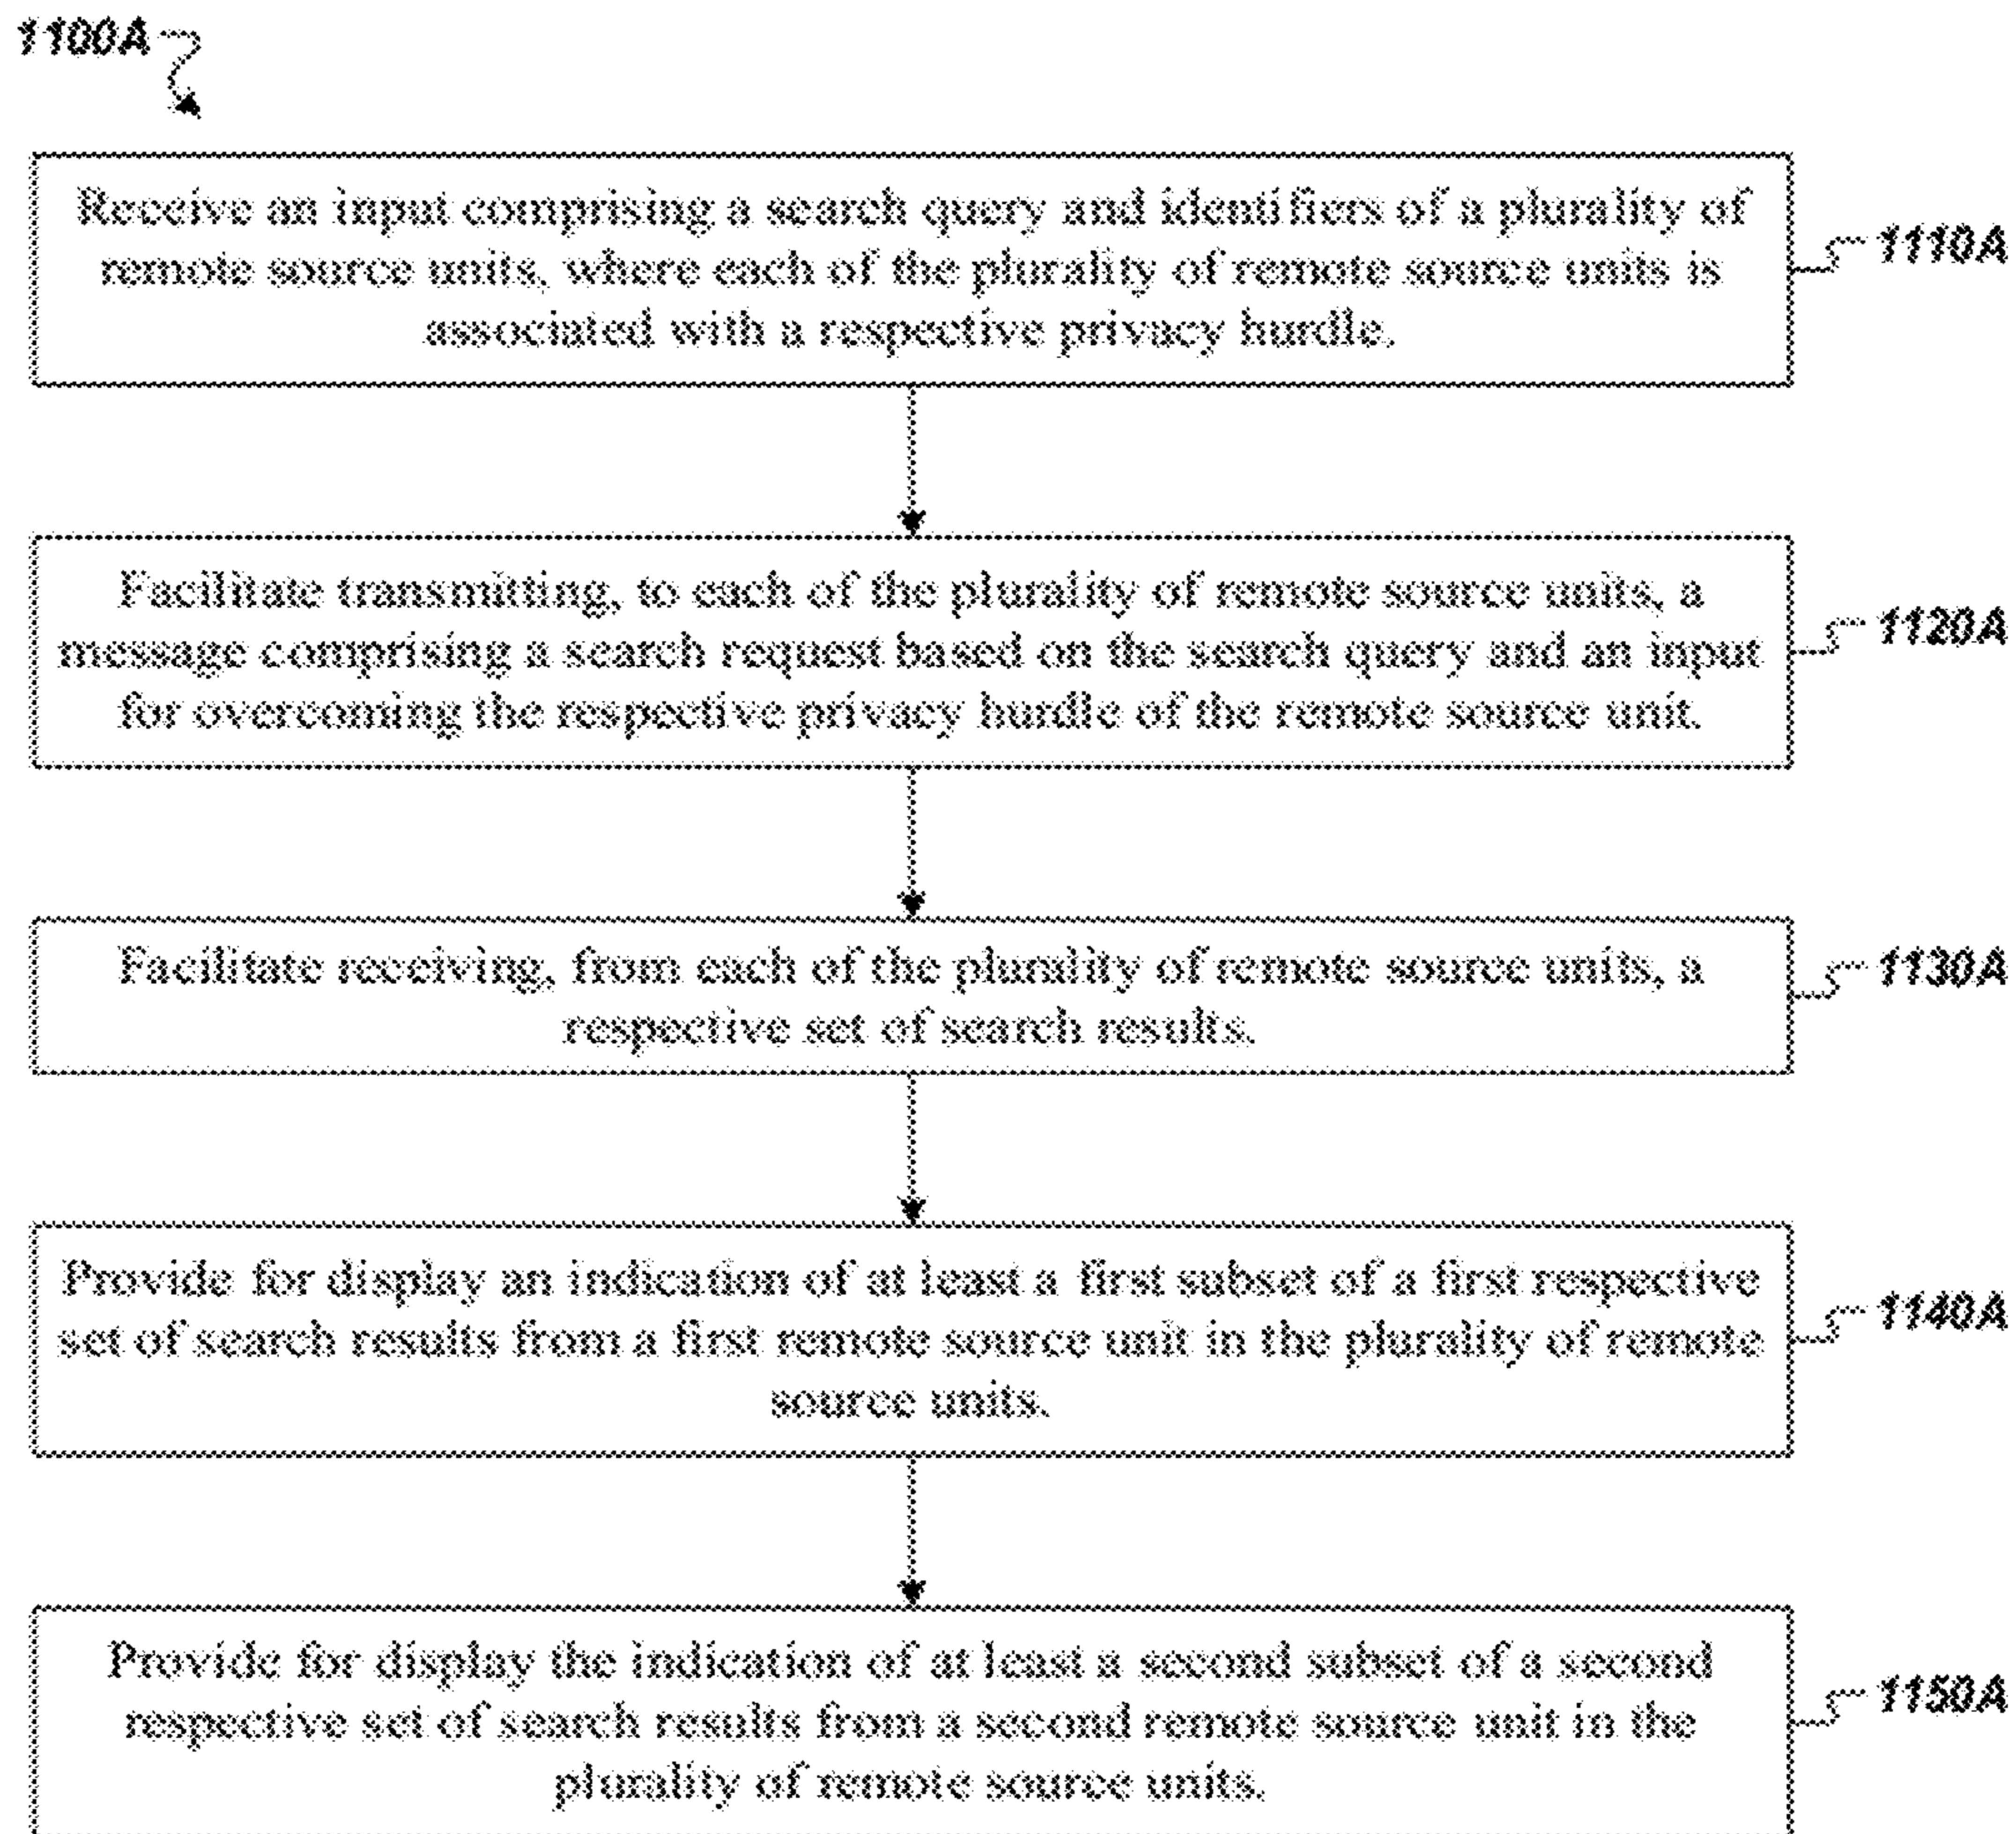 1100A
Receive an input comprising a search query and identifiers of a plurality of
remote source units, where each of the plurality of remote source units is
associated with a respective privacy hurdle.
1110A
Facilitate transmitting, to each of the plurality of remote source units, a
message comprising a search request based on the search query and an input
for overcoming the respective privacy hurdle of the remote source unit.
1120A
Facilitate receiving, from each of the plurality of remote source units, a
respective set of search results.
1130A
Provide for display an indication of at least a first subset of a first respective
set of search results from a first remote source unit in the plurality of remote
source units.
1140A
Provide for display the indication of at least a second subset of a second
respective set of search results from a second remote source unit in the
plurality of remote source units.
1150A